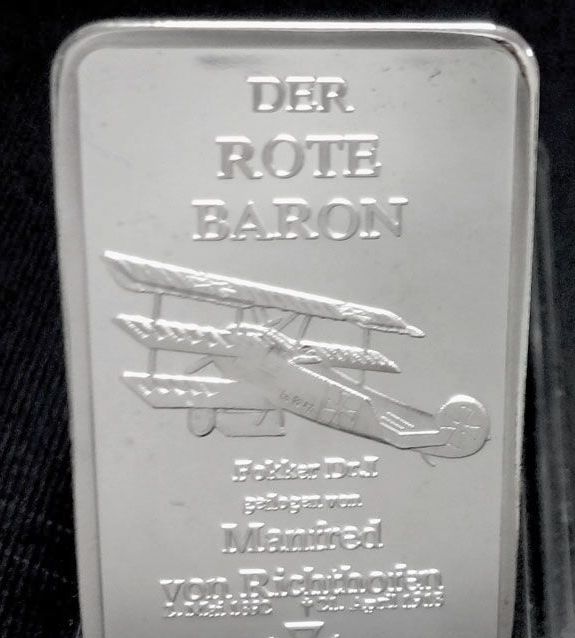 DER
ROTE
BARON
Fokker Dr.I
geflogen von
Manfred
von Richthofen